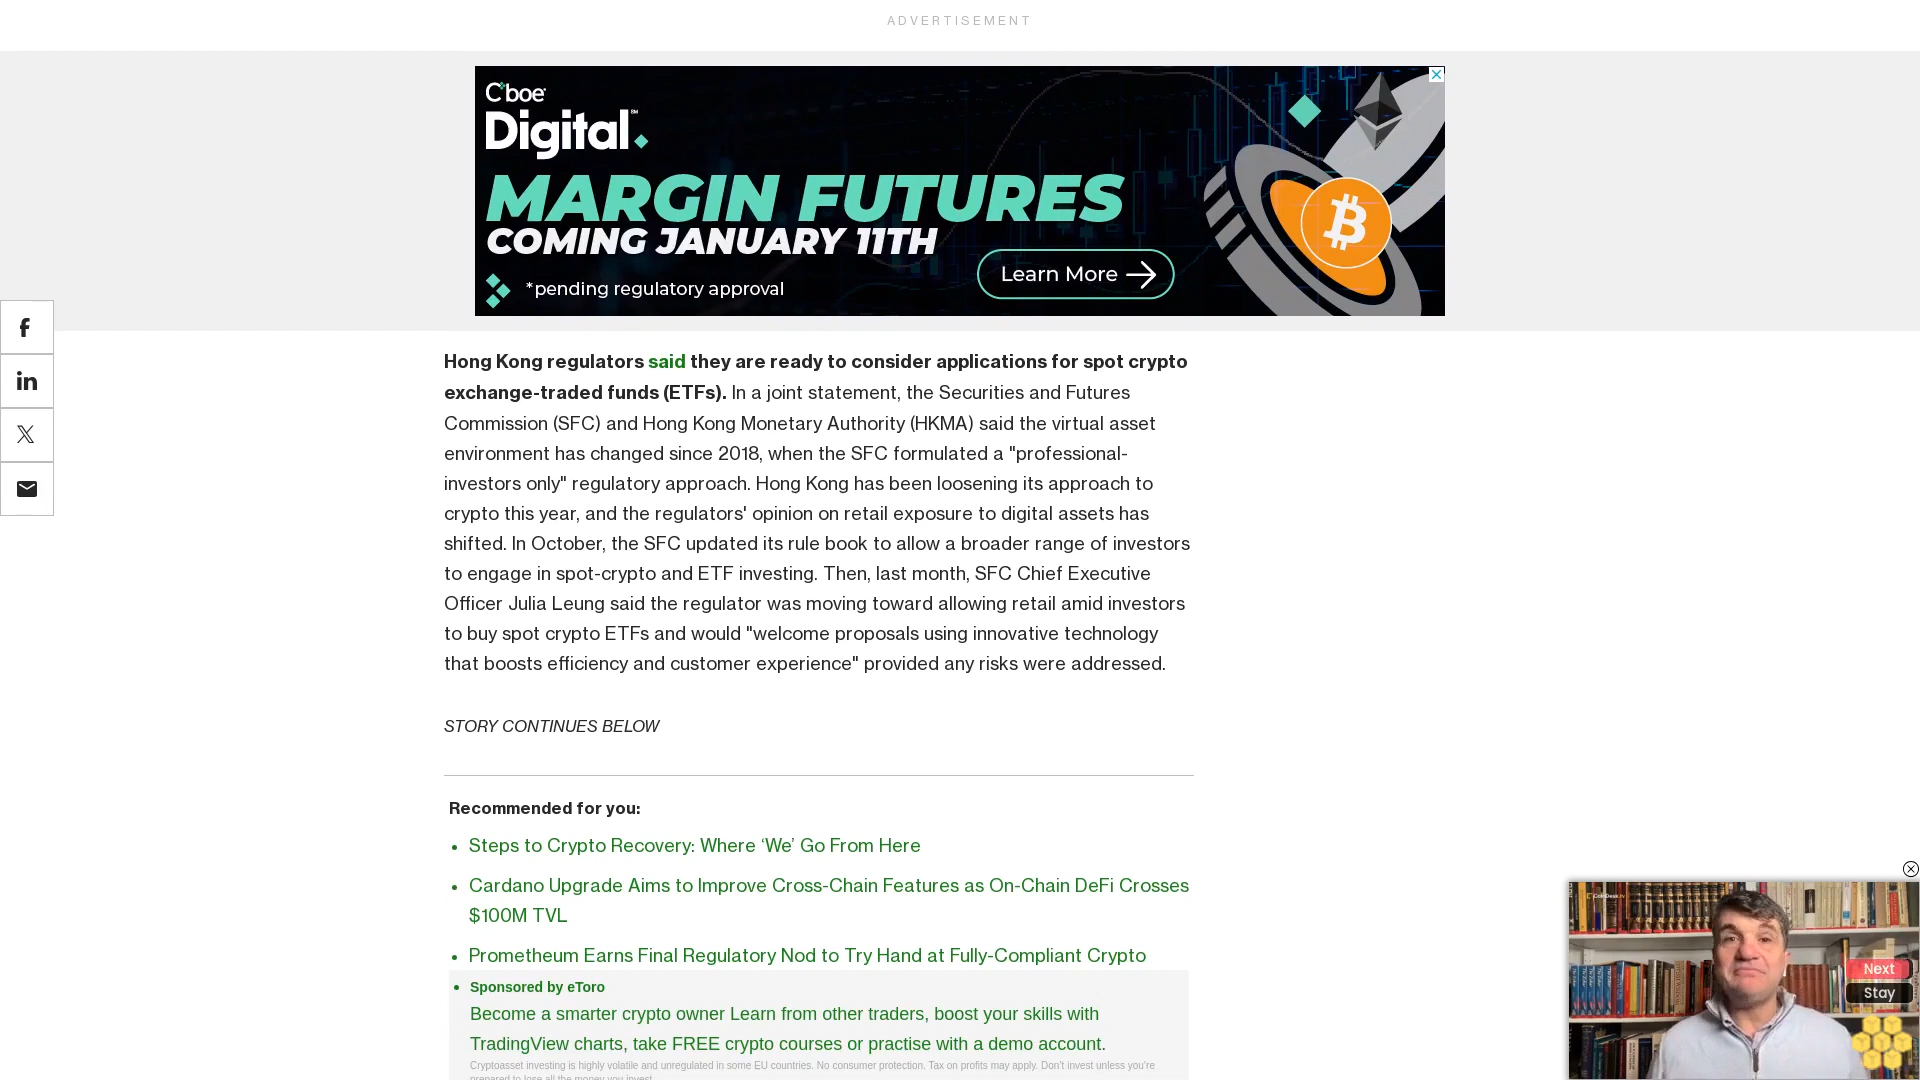 ADVERTISEMENT
Cboe
Digital
SM
MARGIN FUTURES
COMING JANUARY 11TH
*pending regulatory approval
Learn More
Hong Kong regulators said they are ready to consider applications for spot crypto
exchange-traded funds (ETFs). In a joint statement, the Securities and Futures
Commission (SFC) and Hong Kong Monetary Authority (HKMA) said the virtual asset
environment has changed since 2018, when the SFC formulated a "professional-
investors only" regulatory approach. Hong Kong has been loosening its approach to
crypto this year, and the regulators' opinion on retail exposure to digital assets has
shifted. In October, the SFC updated its rule book to allow a broader range of investors
to engage in spot-crypto and ETF investing. Then, last month, SFC Chief Executive
Officer Julia Leung said the regulator was moving toward allowing retail amid investors
to buy spot crypto ETFs and would "welcome proposals using innovative technology
that boosts efficiency and customer experience" provided any risks were addressed.
STORY CONTINUES BELOW
Recommended for you:
Steps to Crypto Recovery: Where ‘We’ Go From Here
Cardano Upgrade Aims to Improve Cross-Chain Features as On-Chain DeFi Crosses
$100M TVL
Prometheum Earns Final Regulatory Nod to Try Hand at Fully-Compliant Crypto
Sponsored by eToro
Become a smarter crypto owner Learn from other traders, boost your skills with
TradingView charts, take FREE crypto courses or practise with a demo account.
Cryptoasset investing is highly volatile and unregulated in some EU countries. No consumer protection. Tax on profits may apply. Don't invest unless you're
prepared to lose all the money you invest.
Next
Stay